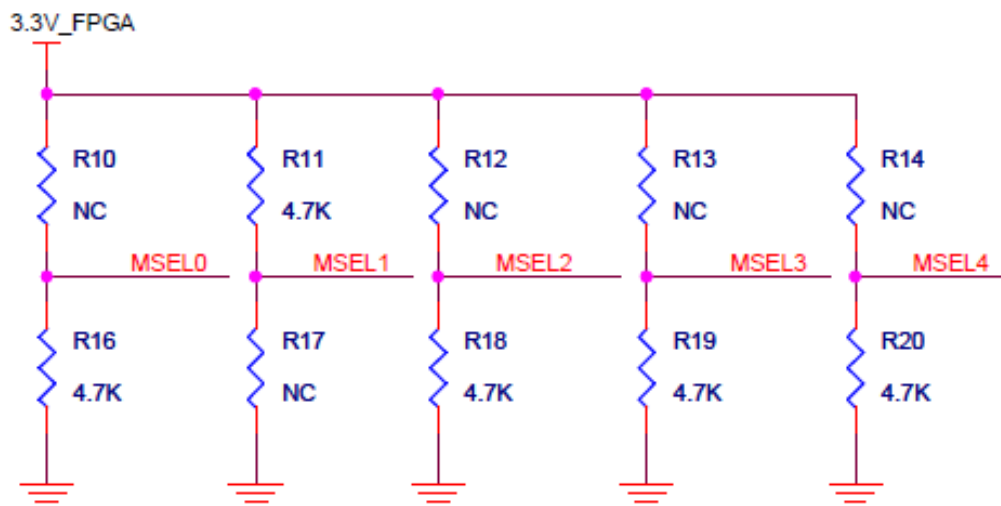 3.3V_FPGA
R10 R11 R12 R13 R14
NC 4.7K NC NC NC
MSEL0 MSEL1 MSEL2 MSEL3 MSEL4
R16 R17 R18 R19 R20
4.7K NC 4.7K 4.7K 4.7K